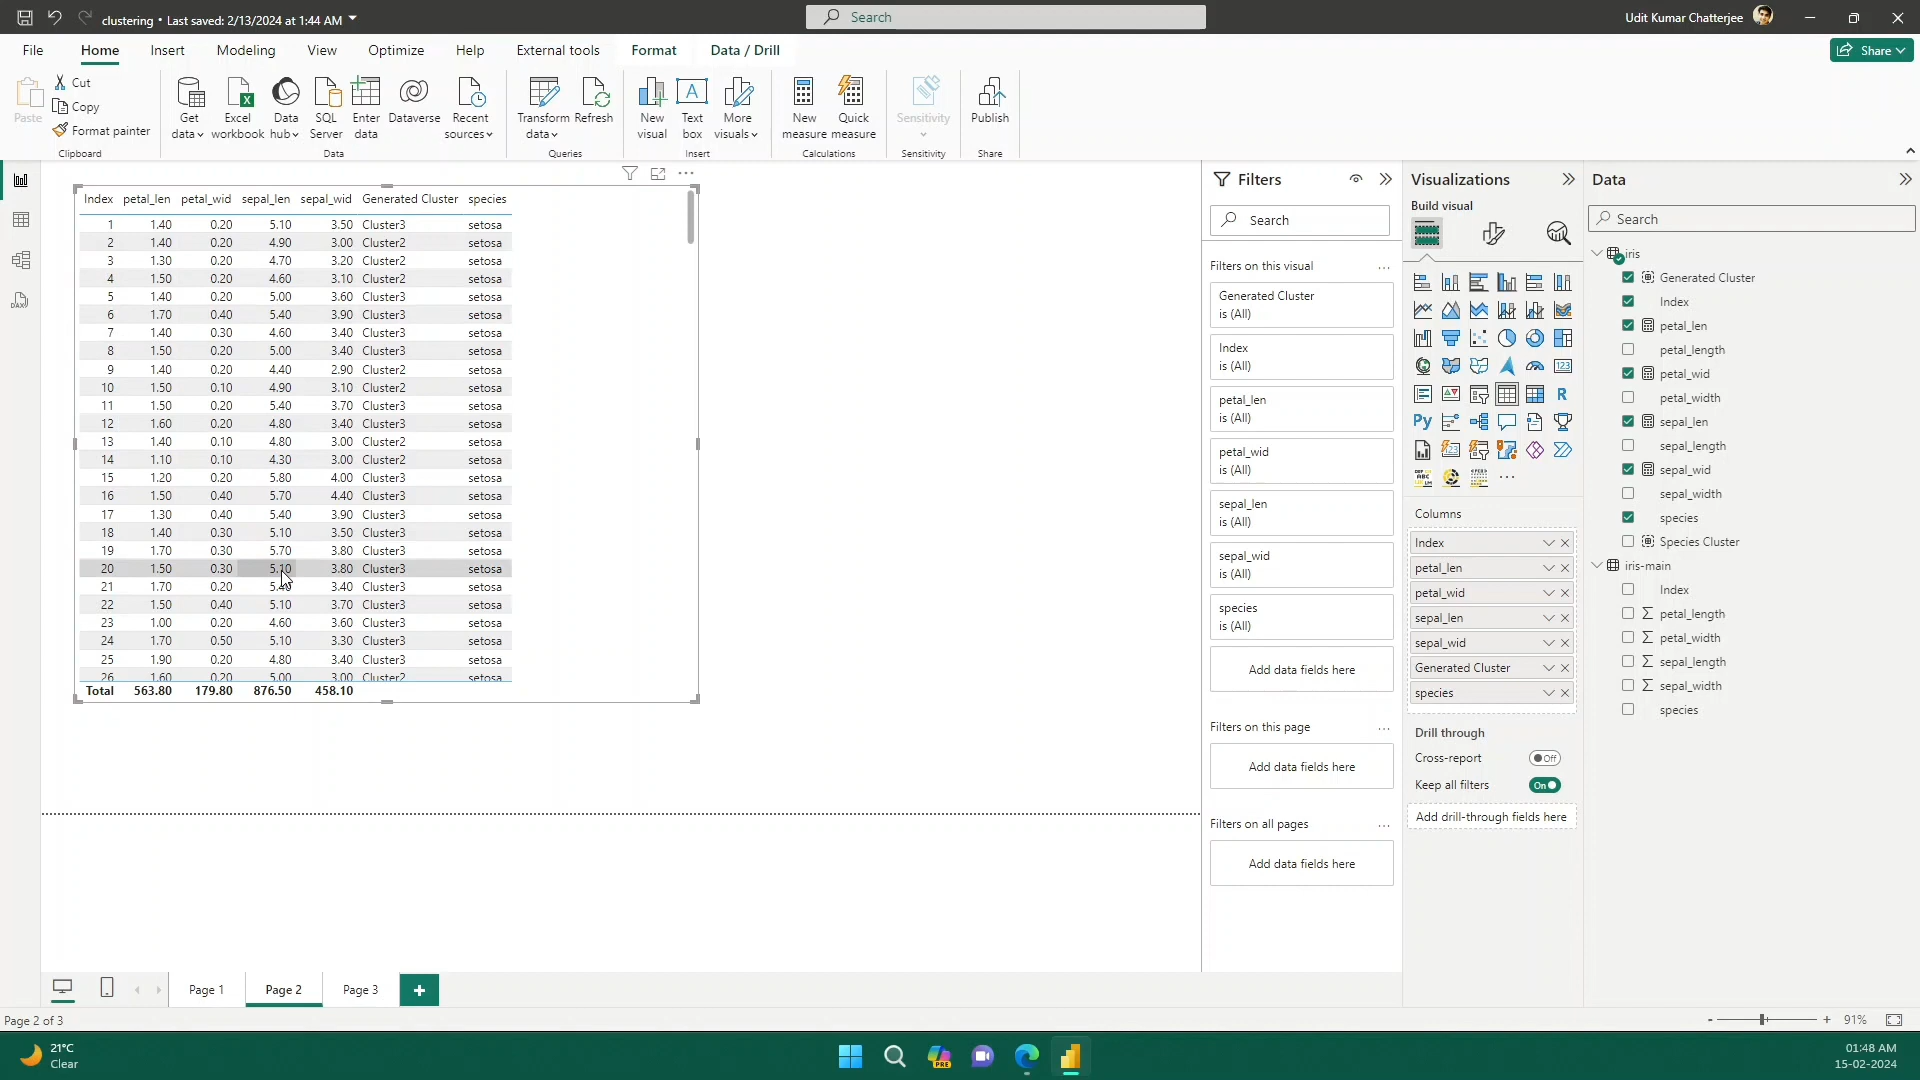 clustering • Last saved: 2/13/2024 at 1:44 AM
Search
Udit Kumar Chatterjee
File Home Insert Modeling View Optimize Help External tools Format Data / Drill
Share
Paste
Cut
Copy
Format painter
Clipboard
Get data
Excel workbook
Data hub
SQL Server
Enter data
Dataverse
Recent sources
Data
Transform data
Refresh
Queries
New visual
Text box
More visuals
Insert
New measure
Quick measure
Calculations
Sensitivity
Sensitivity
Publish
Share
Index petal_len petal_wid sepal_len sepal_wid Generated Cluster species
1 1.40 0.20 5.10 3.50 Cluster3 setosa
2 1.40 0.20 4.90 3.00 Cluster2 setosa
3 1.30 0.20 4.70 3.20 Cluster2 setosa
4 1.50 0.20 4.60 3.10 Cluster2 setosa
5 1.40 0.20 5.00 3.60 Cluster3 setosa
6 1.70 0.40 5.40 3.90 Cluster3 setosa
7 1.40 0.30 4.60 3.40 Cluster3 setosa
8 1.50 0.20 5.00 3.40 Cluster3 setosa
9 1.40 0.20 4.40 2.90 Cluster2 setosa
10 1.50 0.10 4.90 3.10 Cluster2 setosa
11 1.50 0.20 5.40 3.70 Cluster3 setosa
12 1.60 0.20 4.80 3.40 Cluster3 setosa
13 1.40 0.10 4.80 3.00 Cluster2 setosa
14 1.10 0.10 4.30 3.00 Cluster2 setosa
15 1.20 0.20 5.80 4.00 Cluster3 setosa
16 1.50 0.40 5.70 4.40 Cluster3 setosa
17 1.30 0.40 5.40 3.90 Cluster3 setosa
18 1.40 0.30 5.10 3.50 Cluster3 setosa
19 1.70 0.30 5.70 3.80 Cluster3 setosa
20 1.50 0.30 5.10 3.80 Cluster3 setosa
21 1.70 0.20 5.40 3.40 Cluster3 setosa
22 1.50 0.40 5.10 3.70 Cluster3 setosa
23 1.00 0.20 4.60 3.60 Cluster3 setosa
24 1.70 0.50 5.10 3.30 Cluster3 setosa
25 1.90 0.20 4.80 3.40 Cluster3 setosa
26 1.60 0.20 5.00 3.00 Cluster2 setosa
Total 563.80 179.80 876.50 458.10
Filters
Search
Filters on this visual
Generated Cluster
is (All)
Index
is (All)
petal_len
is (All)
petal_wid
is (All)
sepal_len
is (All)
sepal_wid
is (All)
species
is (All)
Add data fields here
Filters on this page
Add data fields here
Filters on all pages
Add data fields here
Visualizations
Build visual
123
R
Py
Columns
Index
petal_len
petal_wid
sepal_len
sepal_wid
Generated Cluster
species
Drill through
Cross-report Off
Keep all filters On
Add drill-through fields here
Data
Search
iris
Generated Cluster
Index
petal_len
petal_length
petal_wid
petal_width
sepal_len
sepal_length
sepal_wid
sepal_width
species
Species Cluster
iris-main
Index
petal_length
petal_width
sepal_length
sepal_width
species
Page 1 Page 2 Page 3
Page 2 of 3
91%
21°C
Clear
PRE
01:48 AM
15-02-2024